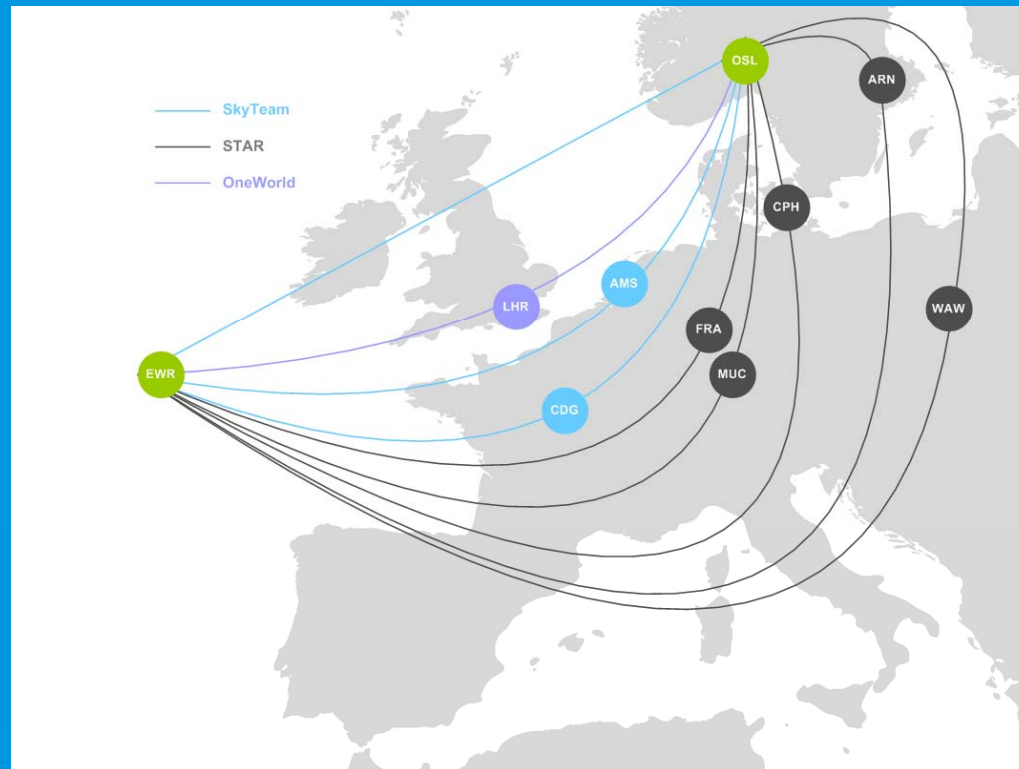 OSL
ARN
SkyTeam
STAR
OneWorld
CPH
AMS
LHR
WAW
FRA
EWR
MUC
CDG